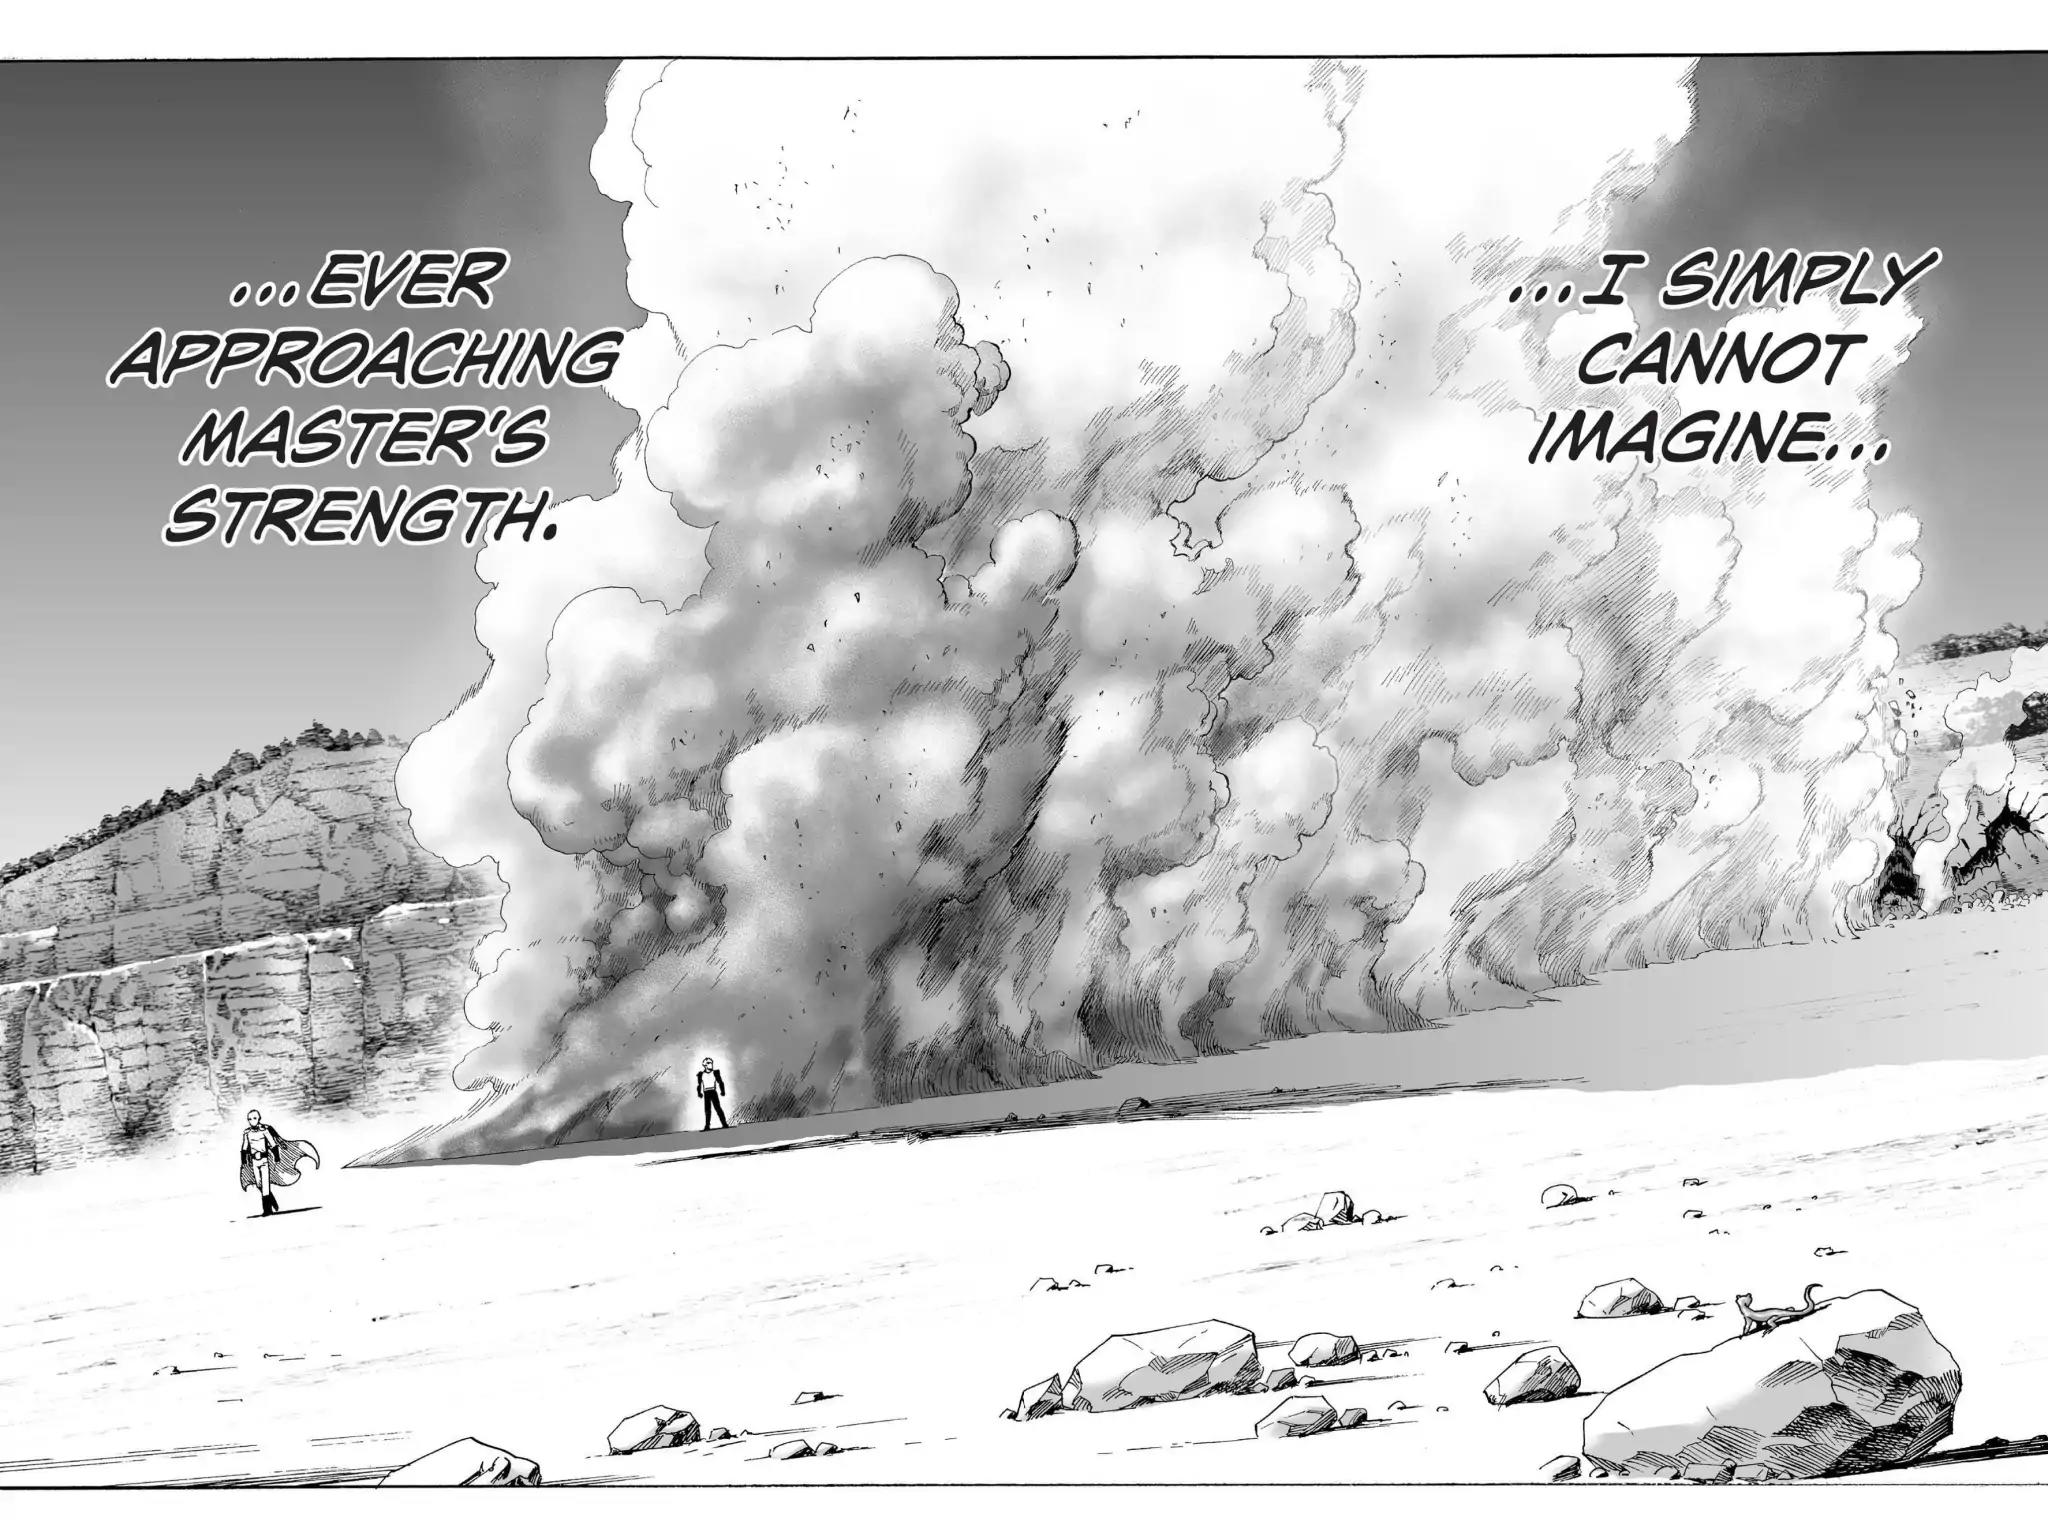 ...I SIMPLY
CANNOT
IMAGINE...
...EVER
APPROACHING
MASTER'S
STRENGTH.